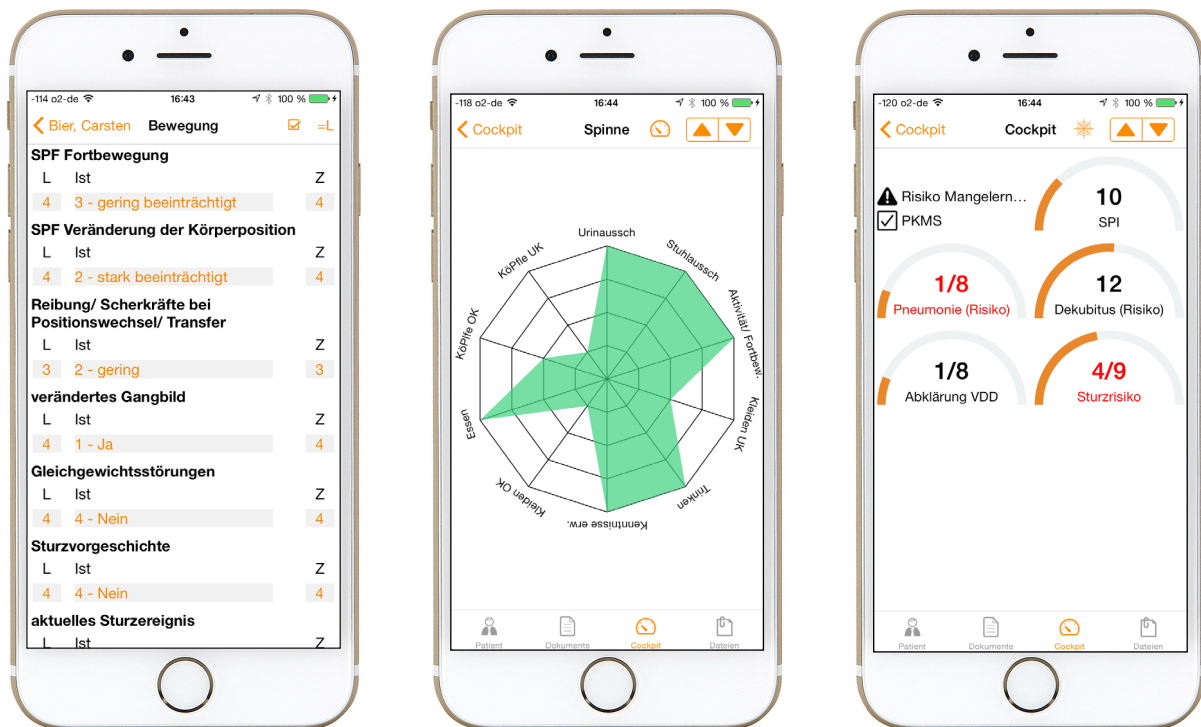 -114 o2-de 16:43 100 %
Bier, Carsten Bewegung =L
SPF Fortbewegung
L Ist Z
4 3 - gering beeinträchtigt 4
SPF Veränderung der Körperposition
L Ist Z
4 2 - stark beeinträchtigt 4
Reibung/ Scherkräfte bei
Positionswechsel/ Transfer
L Ist Z
3 2 - gering 3
verändertes Gangbild
L Ist Z
4 1 - Ja 4
Gleichgewichtsstörungen
L Ist Z
4 4 - Nein 4
Sturzvorgeschichte
L Ist Z
4 4 - Nein 4
aktuelles Sturzereignis
L Ist Z
-118 o2-de 16:44 100 %
Cockpit Spinne
Urinaussch
Stuhlaussch
Aktivität/ Fortbew.
Kleiden UK
Trinken
Kenntnisse erw.
Kleiden OK
Essen
KöPfle OK
KöPfle UK
Patient Dokumente Cockpit Dateien
-120 o2-de 16:44 100 %
Cockpit Cockpit
Risiko Mangelern…
PKMS
10
SPI
1/8
Pneumonie (Risiko)
12
Dekubitus (Risiko)
1/8
Abklärung VDD
4/9
Sturzrisiko
Patient Dokumente Cockpit Dateien